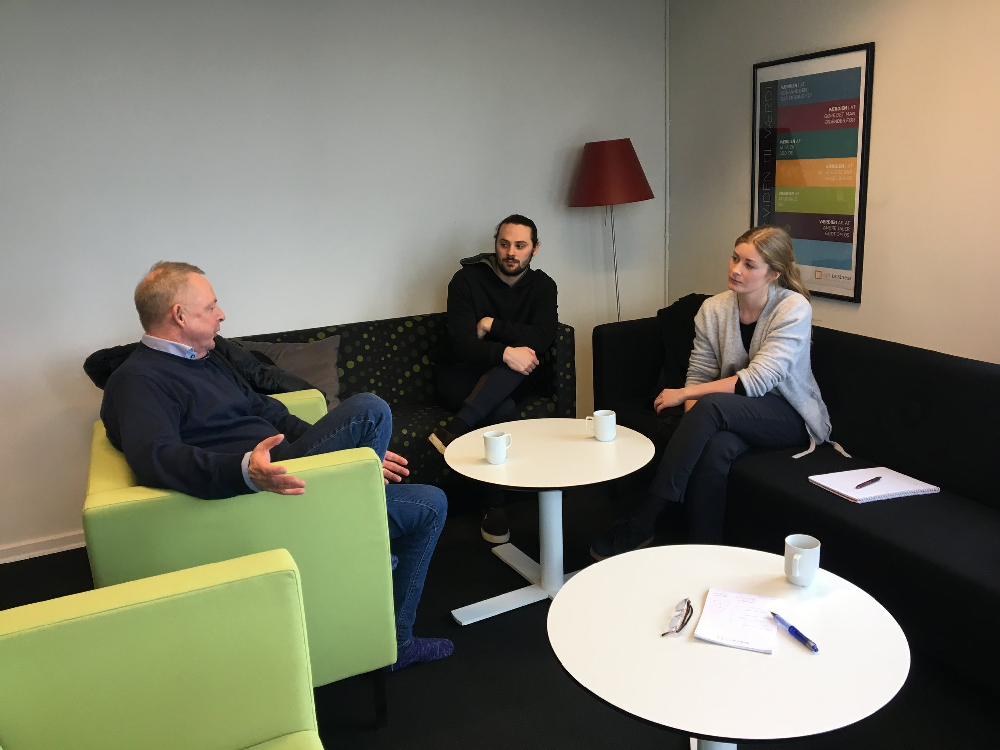 VIDEN TIL VÆRDI
VÆRDIEN I AT
UDDANNE DEM,
DER ER BRUG FOR
VÆRDIEN I AT
GØRE DET, MAN
BRÆNDER FOR
VÆRDIEN AF
AT FÅ EN
GOD IDÉ
VÆRDIEN I AT
SE LÆNGERE END
VALBY BAKKE
VÆRDIEN AF
AT UDVIKLE
SIG
VÆRDIEN AF, AT
ANDRE TALER
GODT OM OS
cphbusiness
business